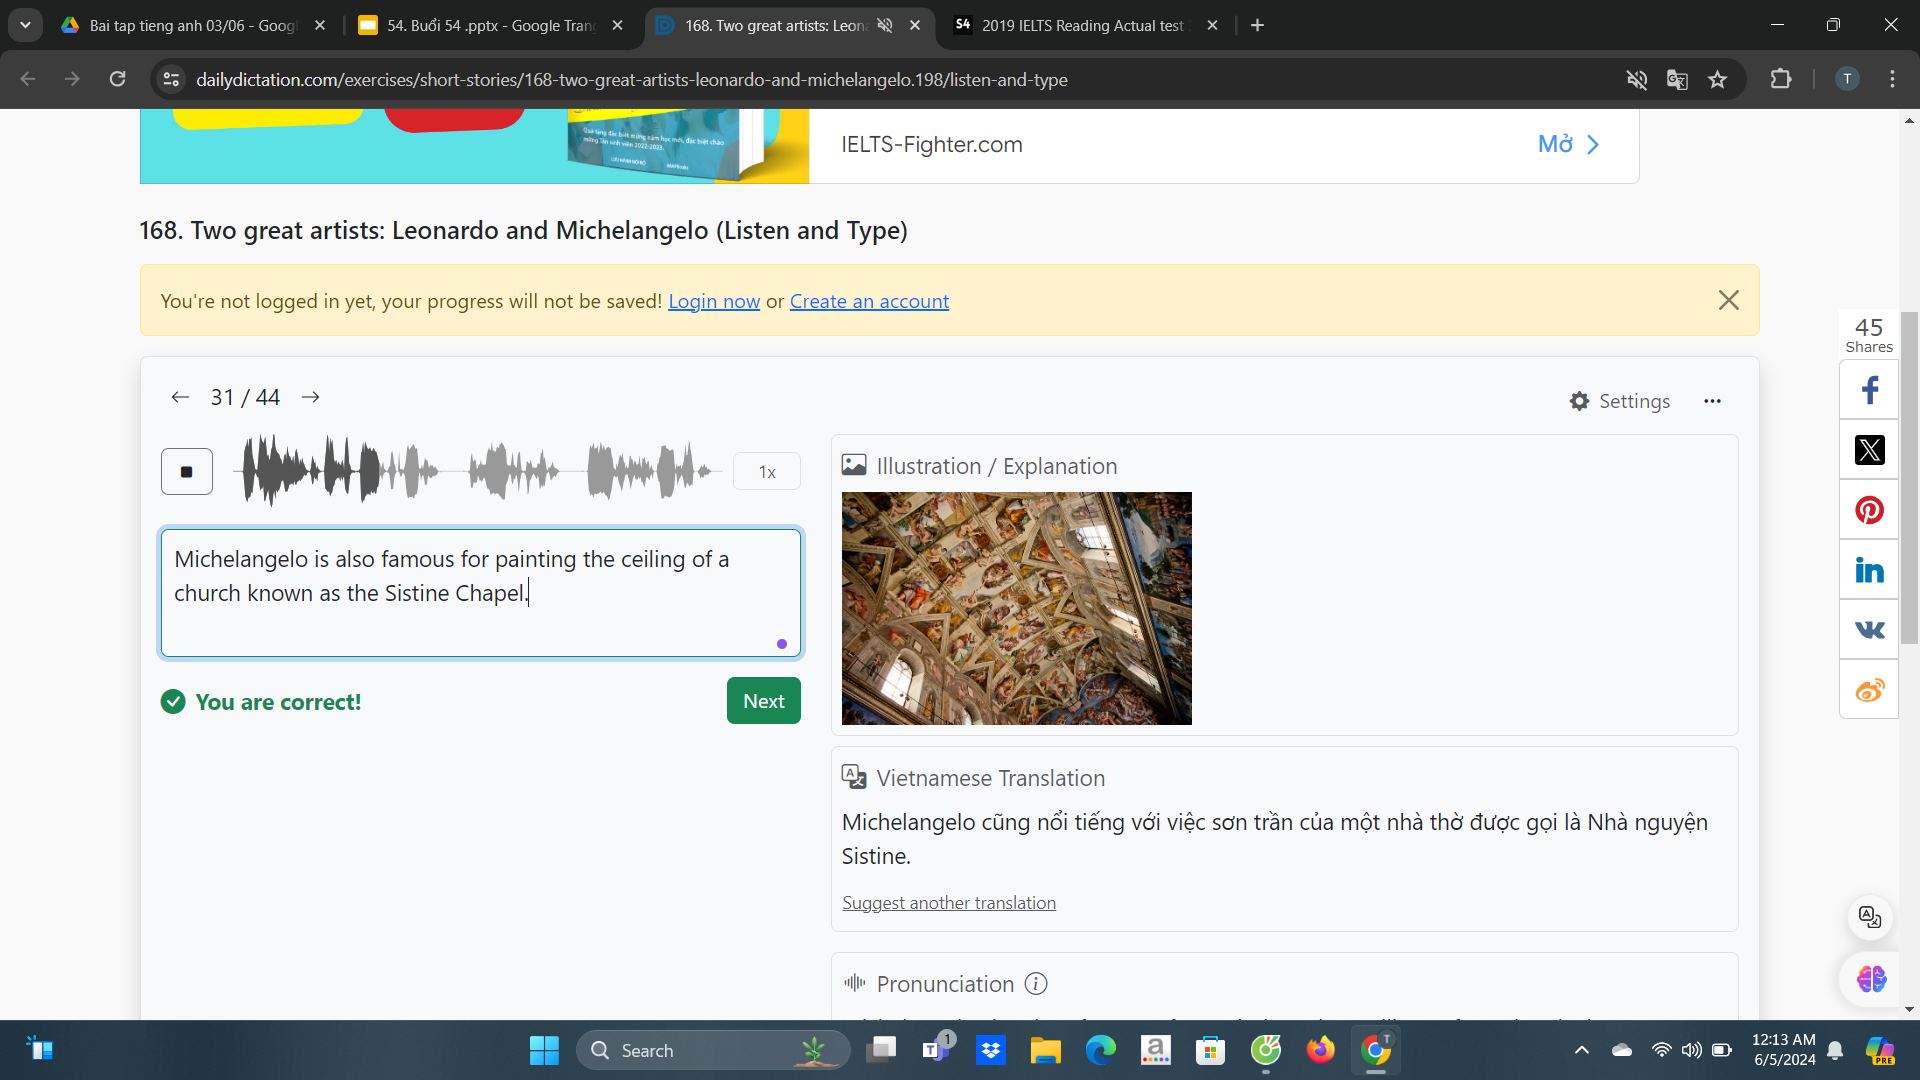 Bai tap tieng anh 03/06 - Googl
54. Buổi 54 .pptx - Google Tran
168. Two great artists: Leon
S4 2019 IELTS Reading Actual test
dailydictation.com/exercises/short-stories/168-two-great-artists-leonardo-and-michelangelo.198/listen-and-type
T
IELTS-Fighter.com
Mở
168. Two great artists: Leonardo and Michelangelo (Listen and Type)
You're not logged in yet, your progress will not be saved! Login now or Create an account
45
Shares
31 / 44
Settings
1x
Illustration / Explanation
Michelangelo is also famous for painting the ceiling of a
church known as the Sistine Chapel.
You are correct!
Next
Vietnamese Translation
Michelangelo cũng nổi tiếng với việc sơn trần của một nhà thờ được gọi là Nhà nguyện
Sistine.
Suggest another translation
Pronunciation
Search
1
12:13 AM
6/5/2024
PRE